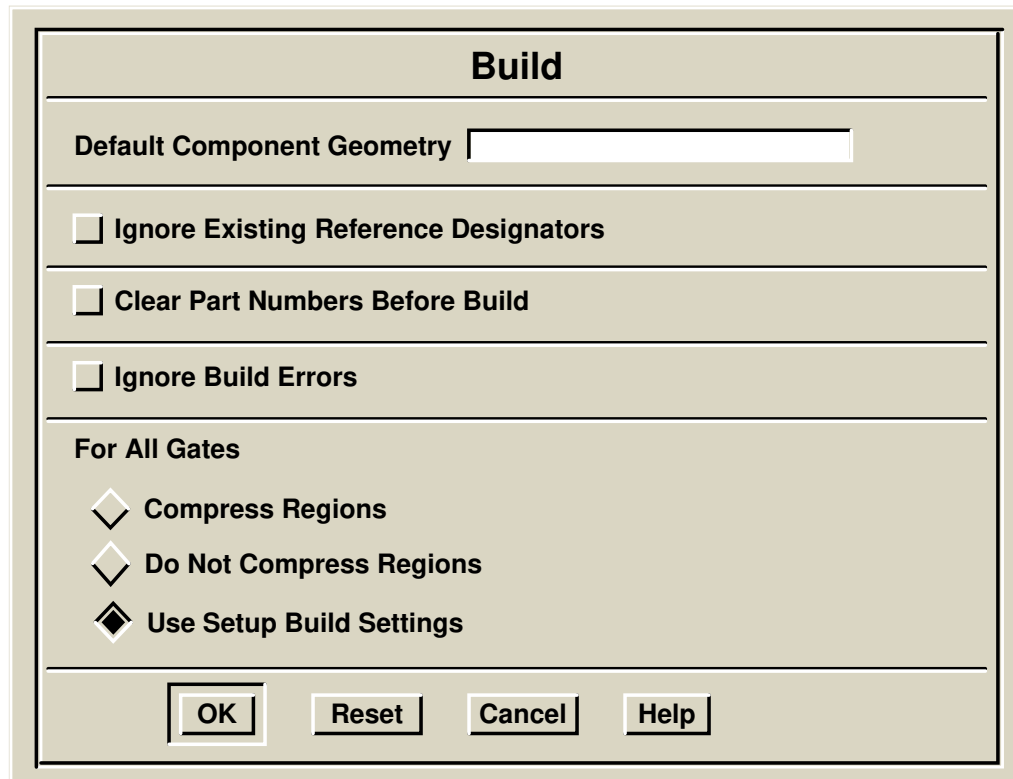 Build
Default Component Geometry
Ignore Existing Reference Designators
Clear Part Numbers Before Build
Ignore Build Errors
For All Gates
Compress Regions
Do Not Compress Regions
Use Setup Build Settings
OK Reset Cancel Help